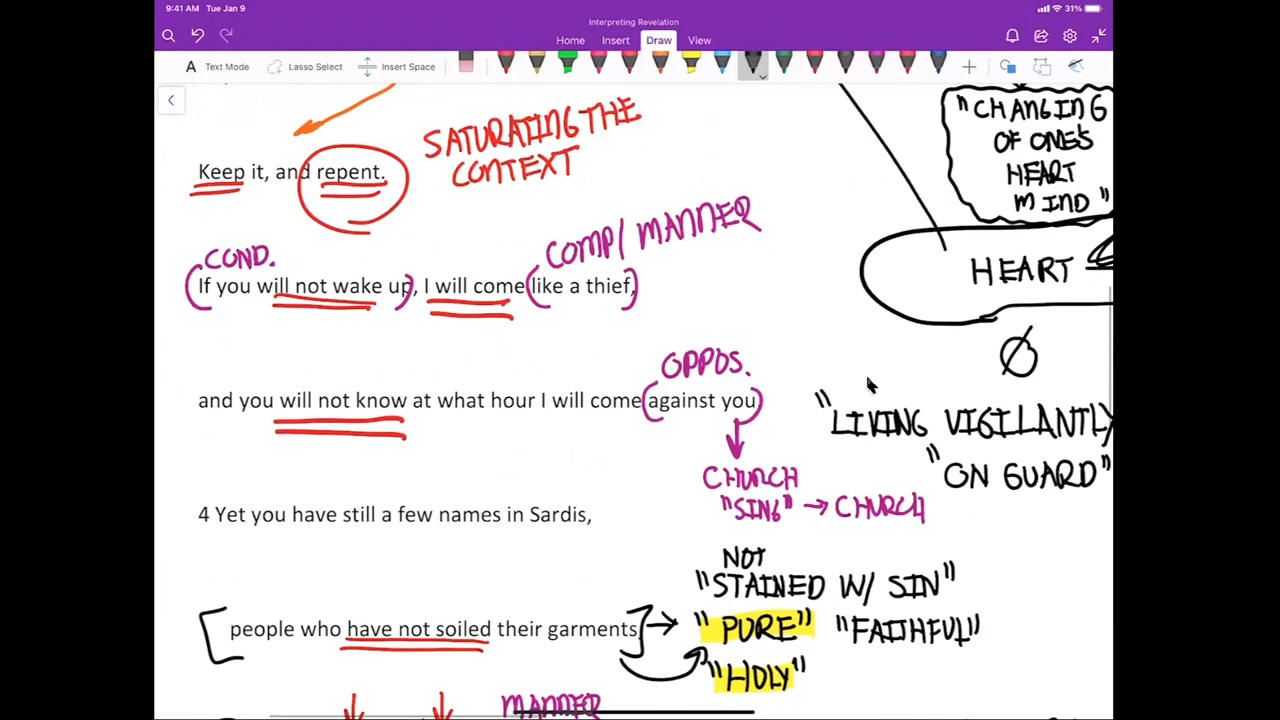 9:41 AM Tue Jan 9
31%
Interpreting Revelation
Home Insert Draw View
A Text Mode Lasso Select Insert Space
SATURATING THE
CONTEXT
"CHANGING
OF ONE'S
HEART
MIND"
Keep it, and repent.
COND.
COMP/MANNER
If you will not wake up, I will come like a thief,
HEART
OPPOS.
and you will not know at what hour I will come against you
"LIVING VIGILANTLY
"ON GUARD"
CHURCH
"SING" → CHURCH
4 Yet you have still a few names in Sardis,
NOT
"STAINED W/ SIN"
people who have not soiled their garments,
"PURE" "FAITHFUL"
"HOLY"
MANNER